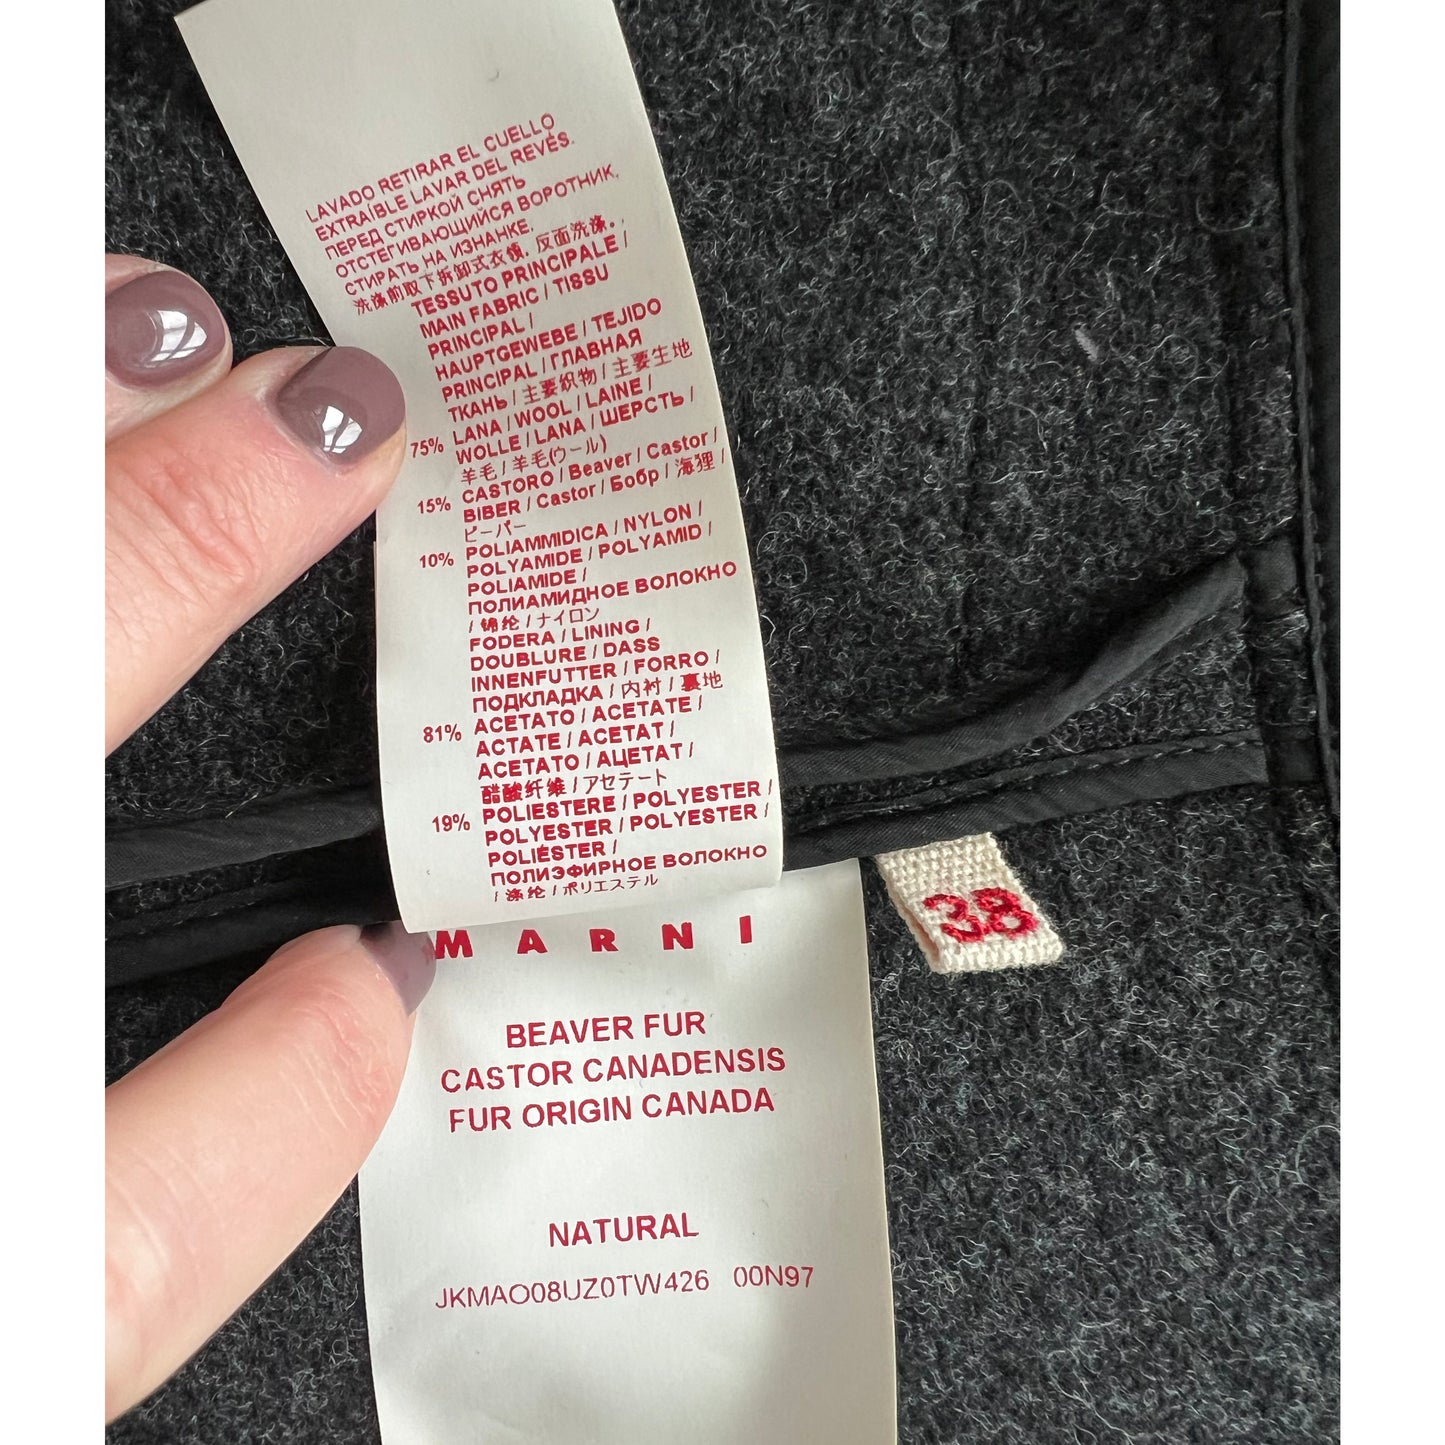 LAVADO RETIRAR EL CUELLO
EXTRAÍBLE LAVAR DEL REVÉS.
ПЕРЕД СТИРКОЙ СНЯТЬ
ОТСТЕГИВАЮЩИЙСЯ ВОРОТНИК,
СТИРАТЬ НА ИЗНАНКЕ.
洗涤前取下拆卸式衣领. 反面洗涤.
TESSUTO PRINCIPALE /
MAIN FABRIC / TISSU
PRINCIPAL /
HAUPTGEWEBE / TEJIDO
PRINCIPAL / ГЛАВНАЯ
ТКАНЬ / 主要织物 / 主要生地
75% LANA / WOOL / LAINE /
WOLLE / LANA / ШЕРСТЬ /
羊毛 / 羊毛(ウール)
15% CASTORO / Beaver / Castor /
BIBER / Castor / Бобр / 海狸 /
ビーバー
10% POLIAMMIDICA / NYLON /
POLYAMIDE / POLYAMID /
POLIAMIDE /
ПОЛИАМИДНОЕ ВОЛОКНО
/ 锦纶 / ナイロン
FODERA / LINING /
DOUBLURE / DASS
INNENFUTTER / FORRO /
ПОДКЛАДКА / 内衬 / 裏地
81% ACETATO / ACETATE /
ACTATE / ACETAT /
ACETATO / АЦЕТАТ /
醋酸纤维 / アセテート
19% POLIESTERE / POLYESTER /
POLYESTER / POLYESTER /
POLIÉSTER /
ПОЛИЭФИРНОЕ ВОЛОКНО
/ 涤纶 / ポリエステル
38
MARNI
BEAVER FUR
CASTOR CANADENSIS
FUR ORIGIN CANADA
NATURAL
JKMAO08UZ0TW426 00N97